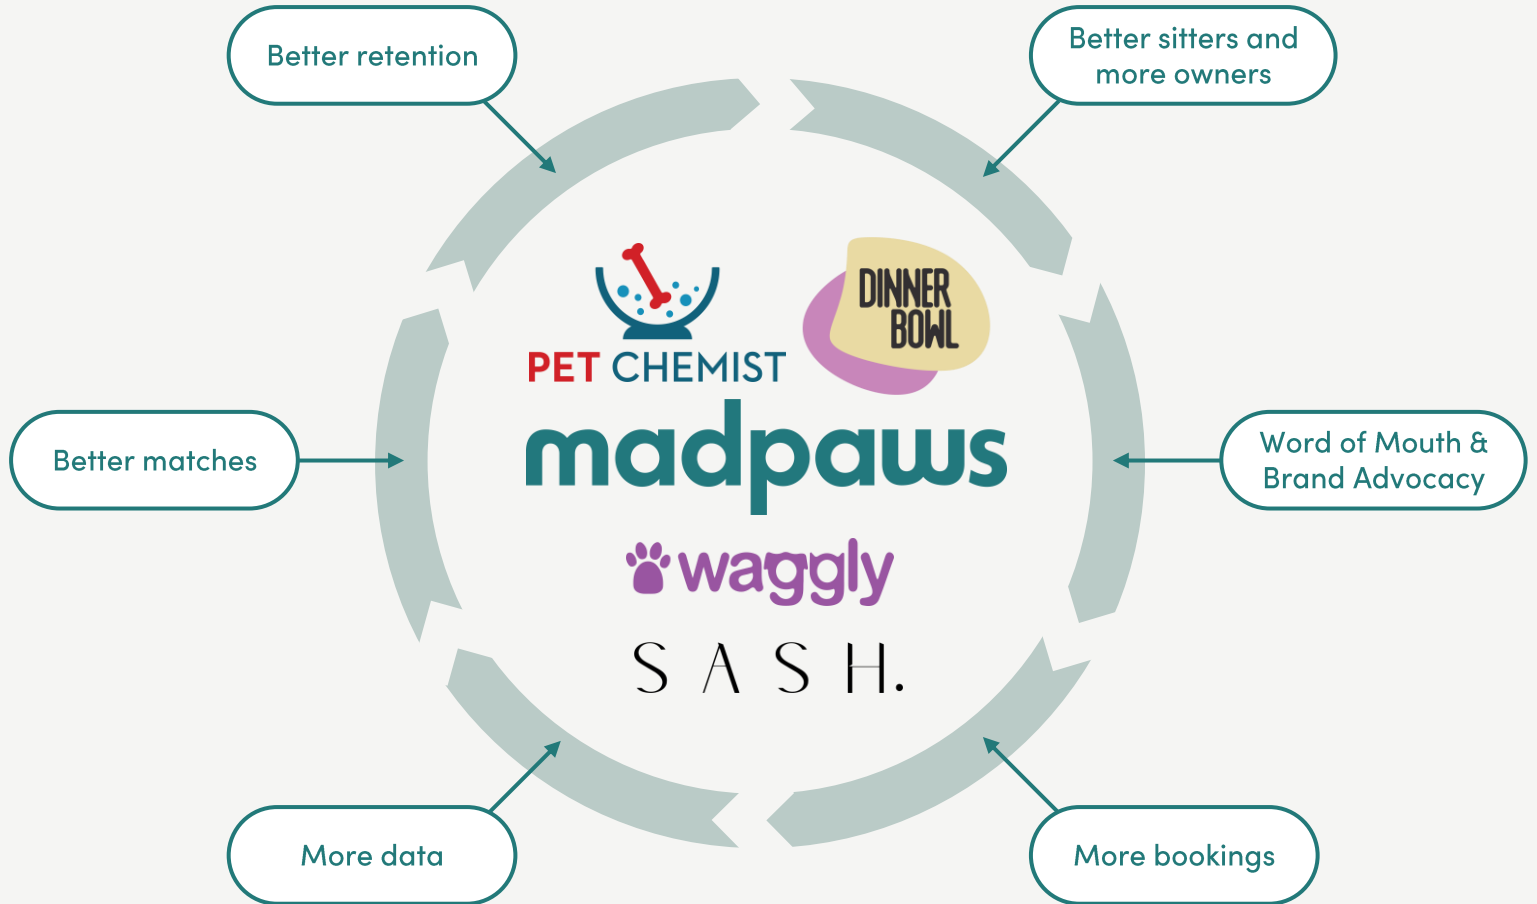 Better retention
Better sitters and
more owners
PET CHEMIST
DINNER
BOWL
madpaws
Better matches
Word of Mouth &
Brand Advocacy
waggly
SASH.
More data
More bookings